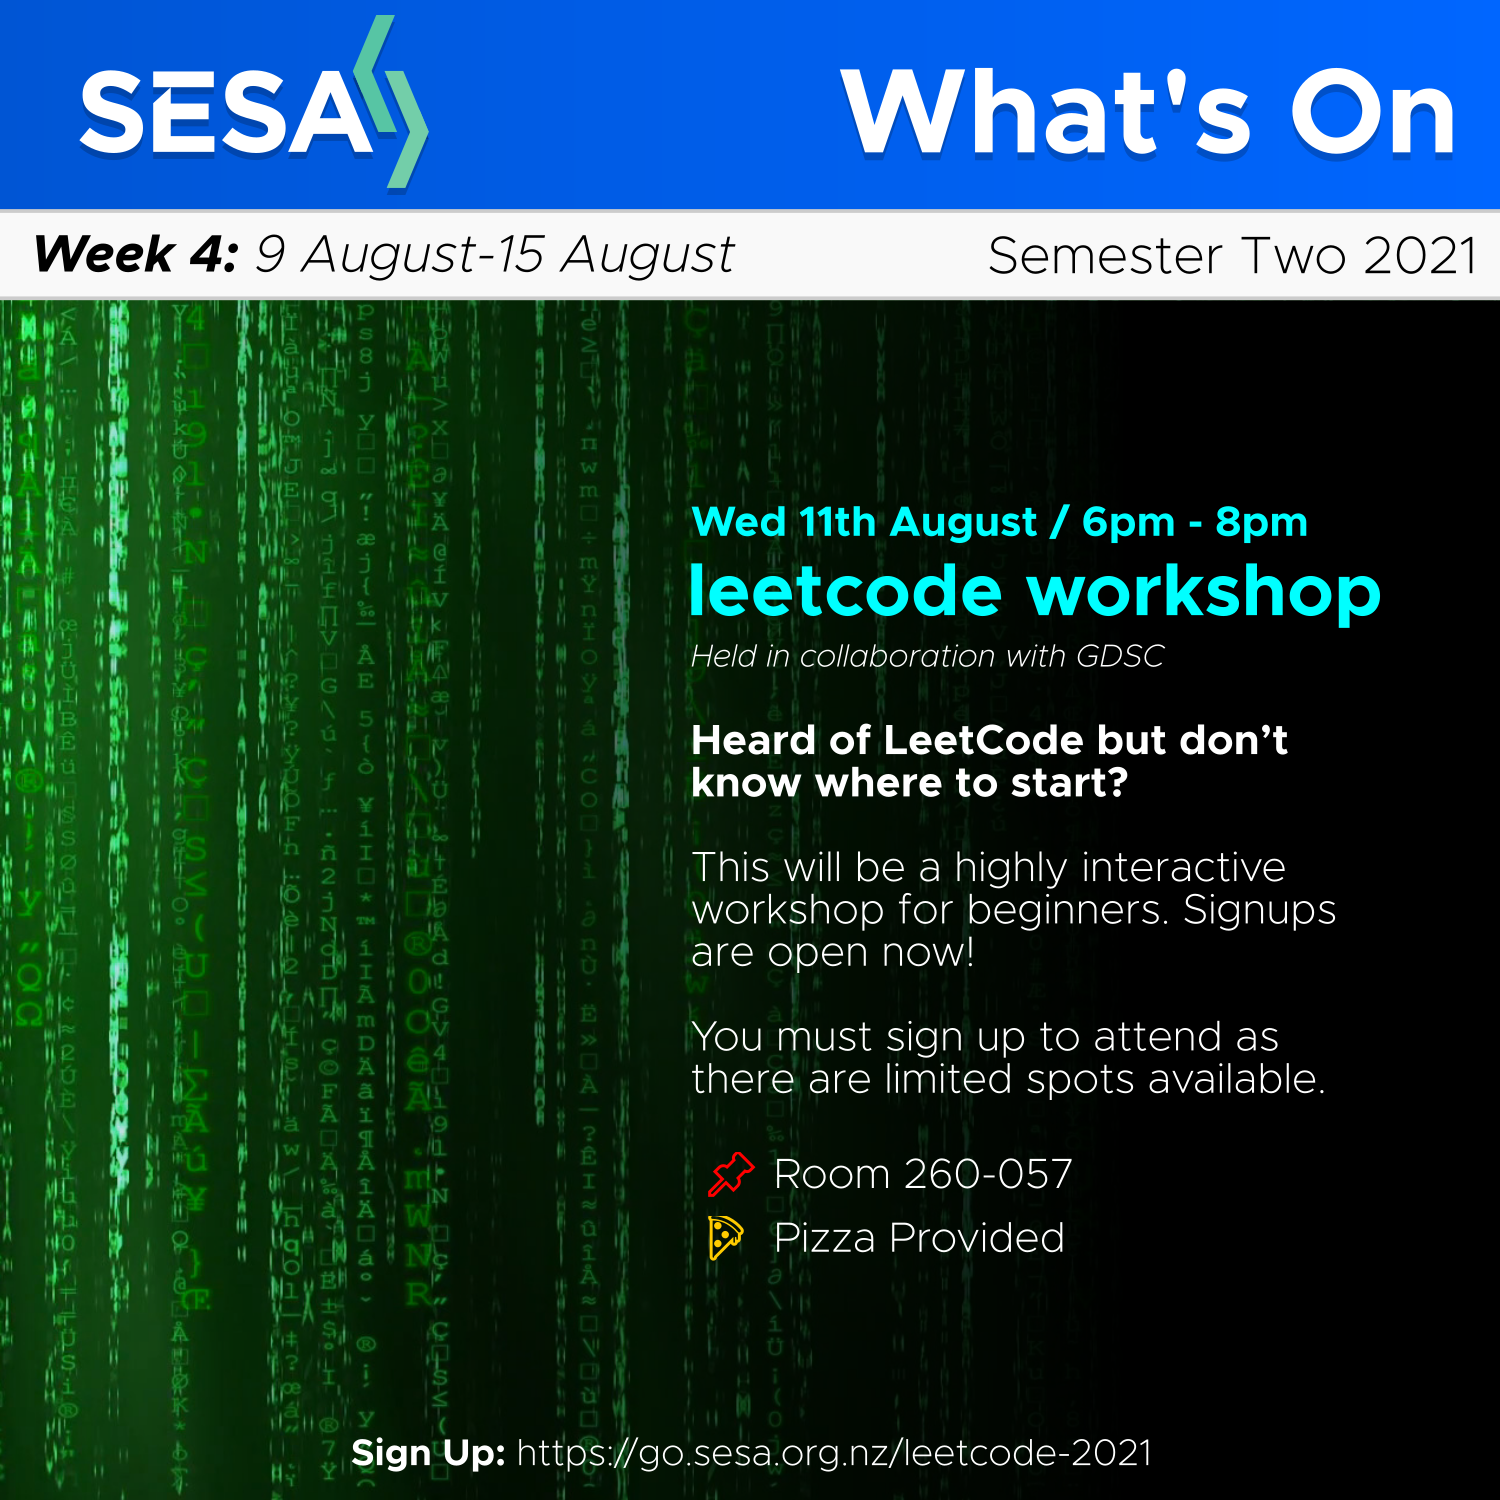 SESA
What's On
Week 4: 9 August-15 August
Semester Two 2021
Wed 11th August / 6pm - 8pm
leetcode workshop
Held in collaboration with GDSC
Heard of LeetCode but don’t
know where to start?
This will be a highly interactive
workshop for beginners. Signups
are open now!
You must sign up to attend as
there are limited spots available.
Room 260-057
Pizza Provided
Sign Up: https://go.sesa.org.nz/leetcode-2021